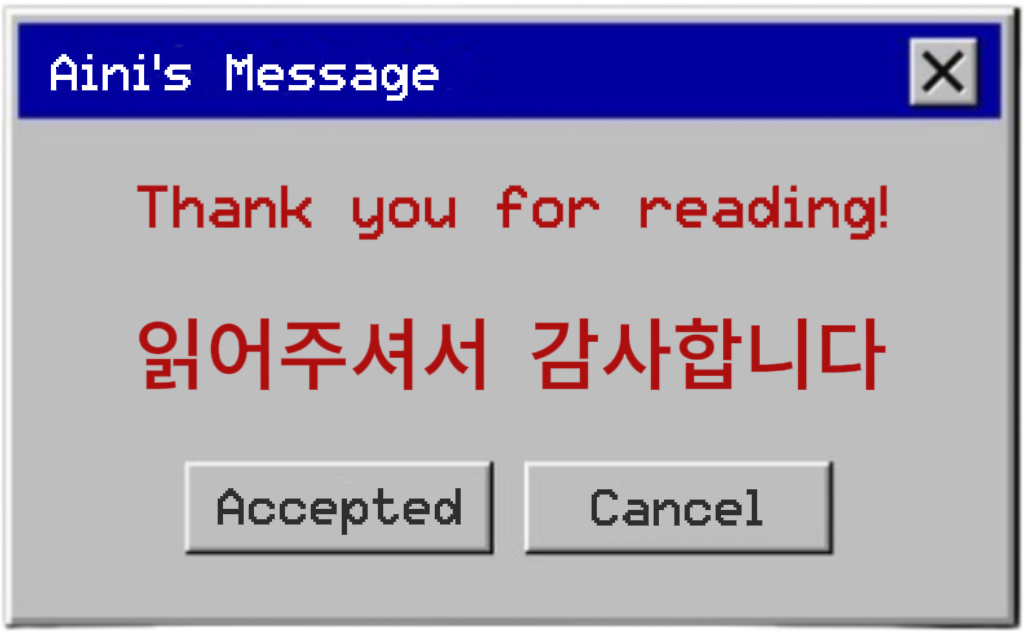 Aini's Message
Thank you for reading!
읽어주셔서 감사합니다
Accepted
Cancel